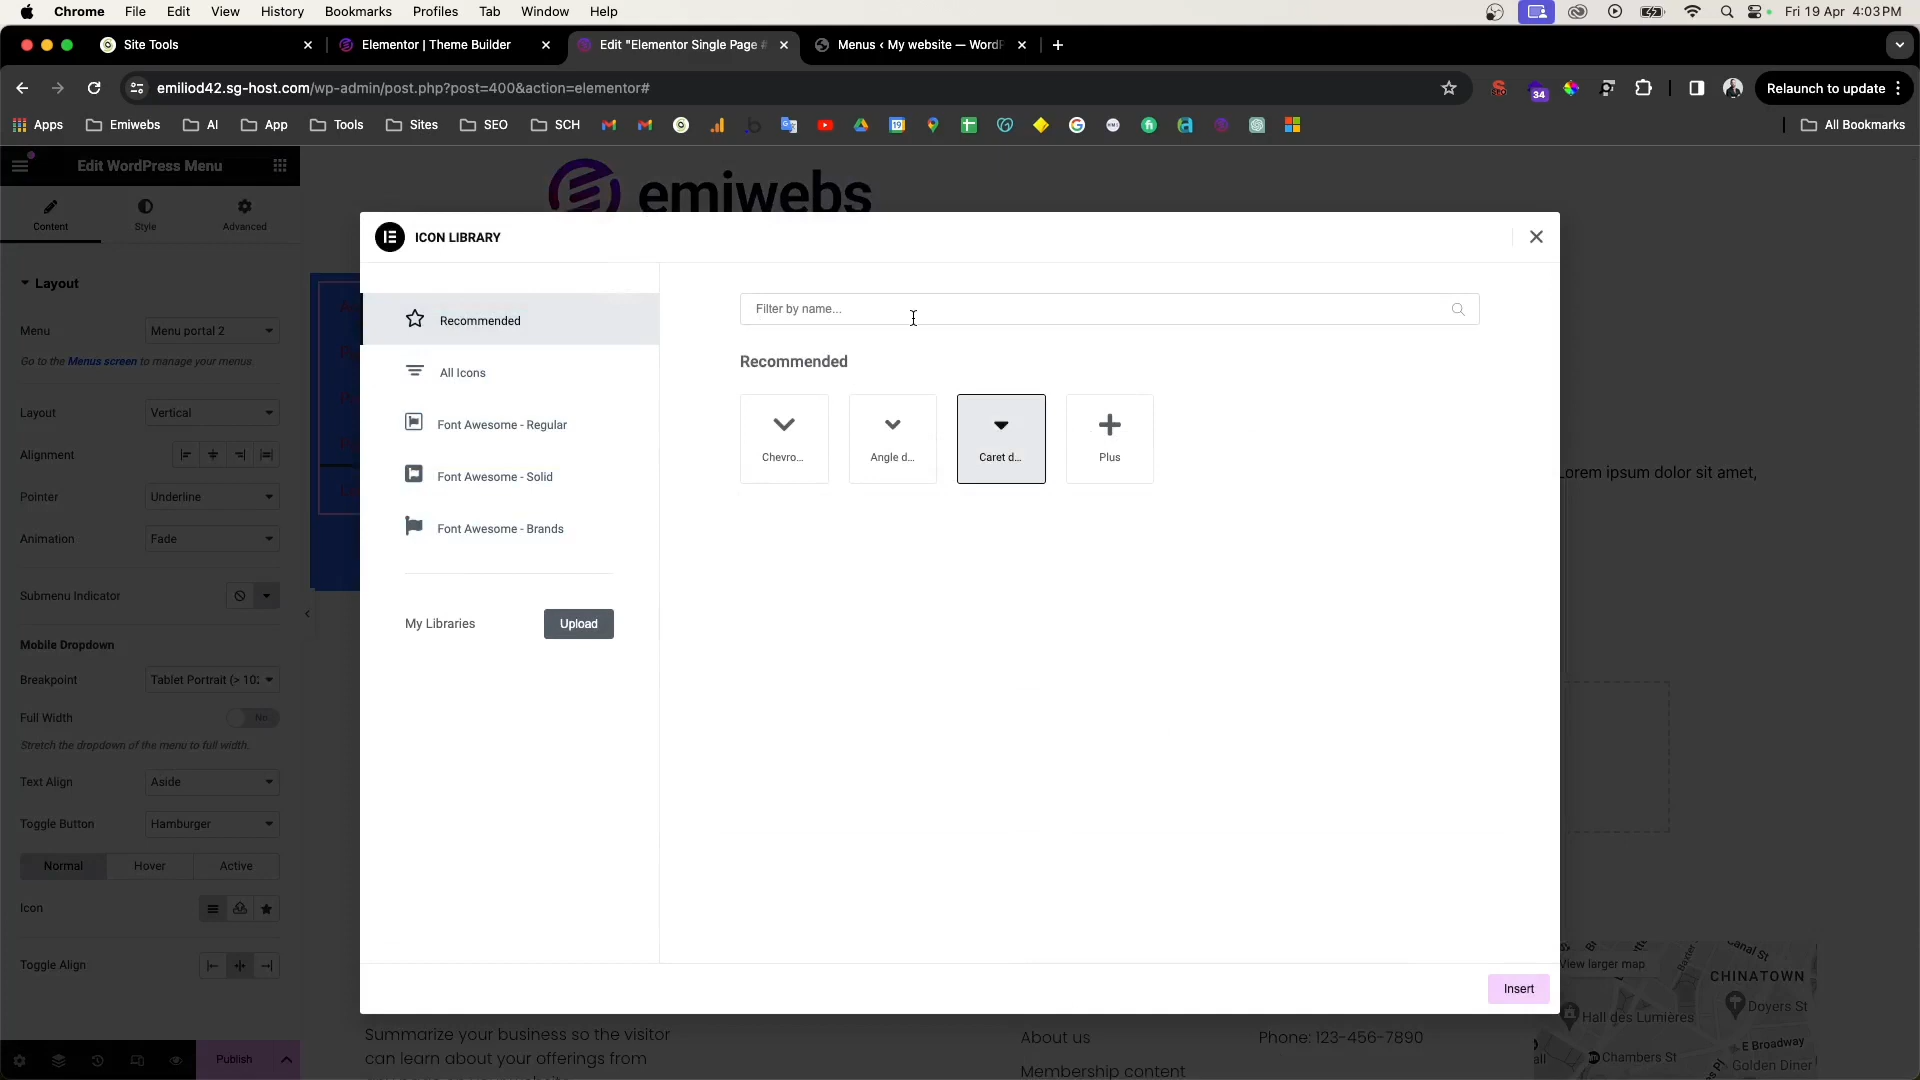 Chrome File Edit View History Bookmarks Profiles Tab Window Help Fri 19 Apr 4:03 PM
Site Tools Elementor | Theme Builder Edit "Elementor Single Page # Menus ‹ My website — WordP
emiliod42.sg-host.com/wp-admin/post.php?post=400&action=elementor# 34 Relaunch to update
Apps Emiwebs AI App Tools Sites SEO SCH All Bookmarks
Edit WordPress Menu
emiwebs
Content Style Advanced
ICON LIBRARY
Layout
Filter by name...
Recommended
Menu Menu portal 2
Go to the Menus screen to manage your menus.
Recommended
All Icons
Layout Vertical
Font Awesome - Regular
Alignment
Chevro... Angle d... Caret d... Plus
Font Awesome - Solid
orem ipsum dolor sit amet,
Pointer Underline
Font Awesome - Brands
Animation Fade
Submenu Indicator
My Libraries Upload
Mobile Dropdown
Breakpoint Tablet Portrait (> 102
Full Width No
Stretch the dropdown of the menu to full width.
Text Align Aside
Toggle Button Hamburger
Normal Hover Active
Icon
Toggle Align
View larger map
Canal St
Baxter
CHINATOWN
Insert
Doyers St
Hall des Lumières
Summarize your business so the visitor
About us Phone: 123-456-7890
E Broadway
can learn about your offerings from
Chambers St
Golden Diner
Membership content
Publish